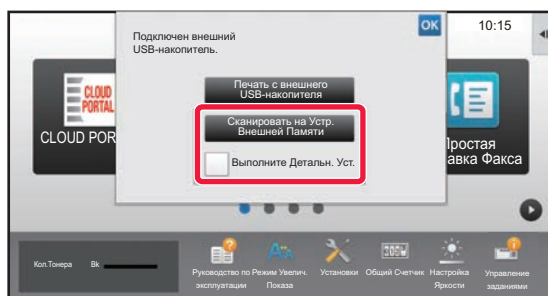 Подключен внешний
USB-накопитель.
OK
10:15
Печать с внешнего
USB-накопителя
Сканировать на Устр.
Внешней Памяти
Выполните Детальн. Уст.
CLOUD
PORTAL
CLOUD POR
Простая
авка Факса
Кол.Тонера
Bk
Руководство по
эксплуатации
Режим Увелич.
Показа
Установки
Общий Счетчик
Настройка
Яркости
Управление
заданиями